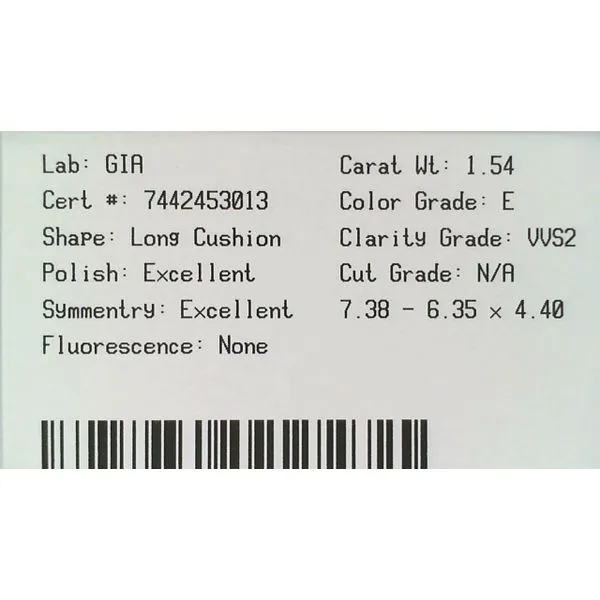 Lab: GIA
Cert #: 7442453013
Shape: Long Cushion
Polish: Excellent
Symmentry: Excellent
Fluorescence: None
Carat Wt: 1.54
Color Grade: E
Clarity Grade: VVS2
Cut Grade: N/A
7.38 - 6.35 x 4.40